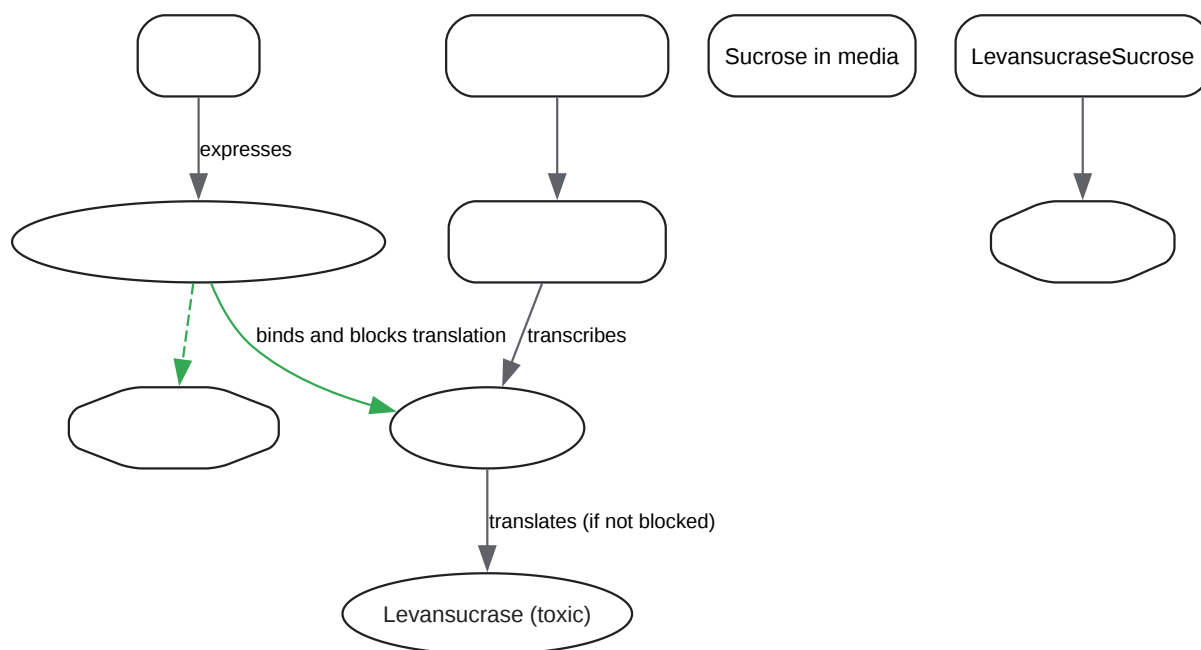 Sucrose in media
LevansucraseSucrose
expresses
binds and blocks translation
transcribes
translates (if not blocked)
Levansucrase (toxic)